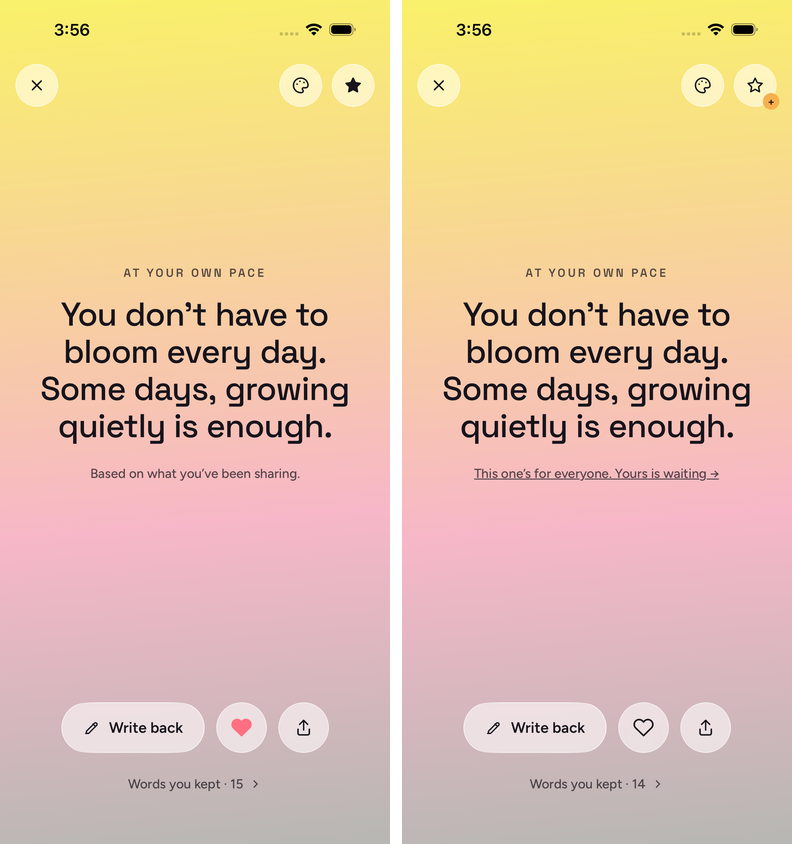 3:56
AT YOUR OWN PACE
You don’t have to
bloom every day.
Some days, growing
quietly is enough.
Based on what you’ve been sharing.
Write back
Words you kept · 15 >
3:56
+
AT YOUR OWN PACE
You don’t have to
bloom every day.
Some days, growing
quietly is enough.
This one’s for everyone. Yours is waiting →
Write back
Words you kept · 14 >